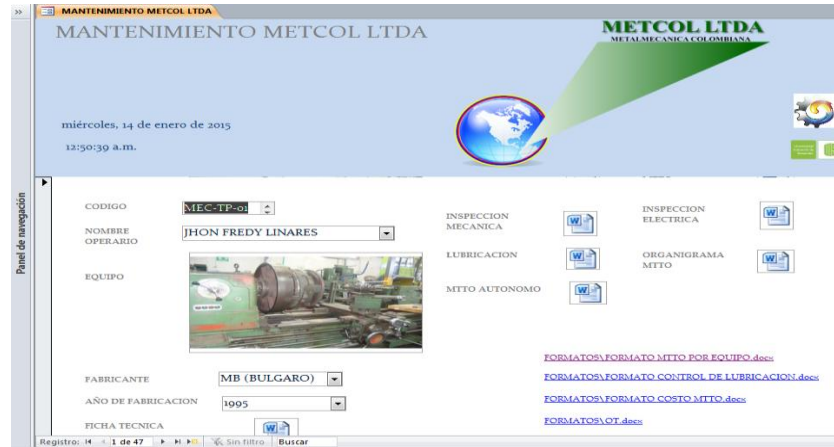 MANTENIMIENTO METCOL LTDA
MANTENIMIENTO METCOL LTDA
METCOL LTDA
METALMECANICA COLOMBIANA
miércoles, 14 de enero de 2015
12:50:39 a.m.
Panel de navegación
CODIGO
MEC-TP-01
NOMBRE OPERARIO
JHON FREDY LINARES
EQUIPO
FABRICANTE
MB (BULGARO)
AÑO DE FABRICACION
1995
FICHA TECNICA
INSPECCION MECANICA
INSPECCION ELECTRICA
LUBRICACION
ORGANIGRAMA MTTO
MTTO AUTONOMO
FORMATOS\FORMATO MTTO POR EQUIPO.docx
FORMATOS\FORMATO CONTROL DE LUBRICACION.docx
FORMATOS\FORMATO COSTO MTTO.docx
FORMATOS\OT.docx
Registro: 1 de 47 Sin filtro Buscar